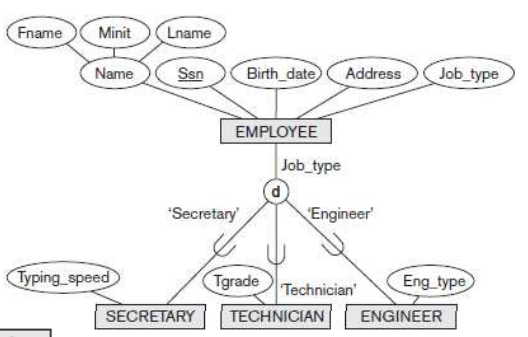 Fname Minit Lname
Name Ssn Birth_date Address Job_type
EMPLOYEE
Job_type
d
'Secretary' 'Engineer'
Typing_speed Tgrade 'Technician' Eng_type
SECRETARY TECHNICIAN ENGINEER